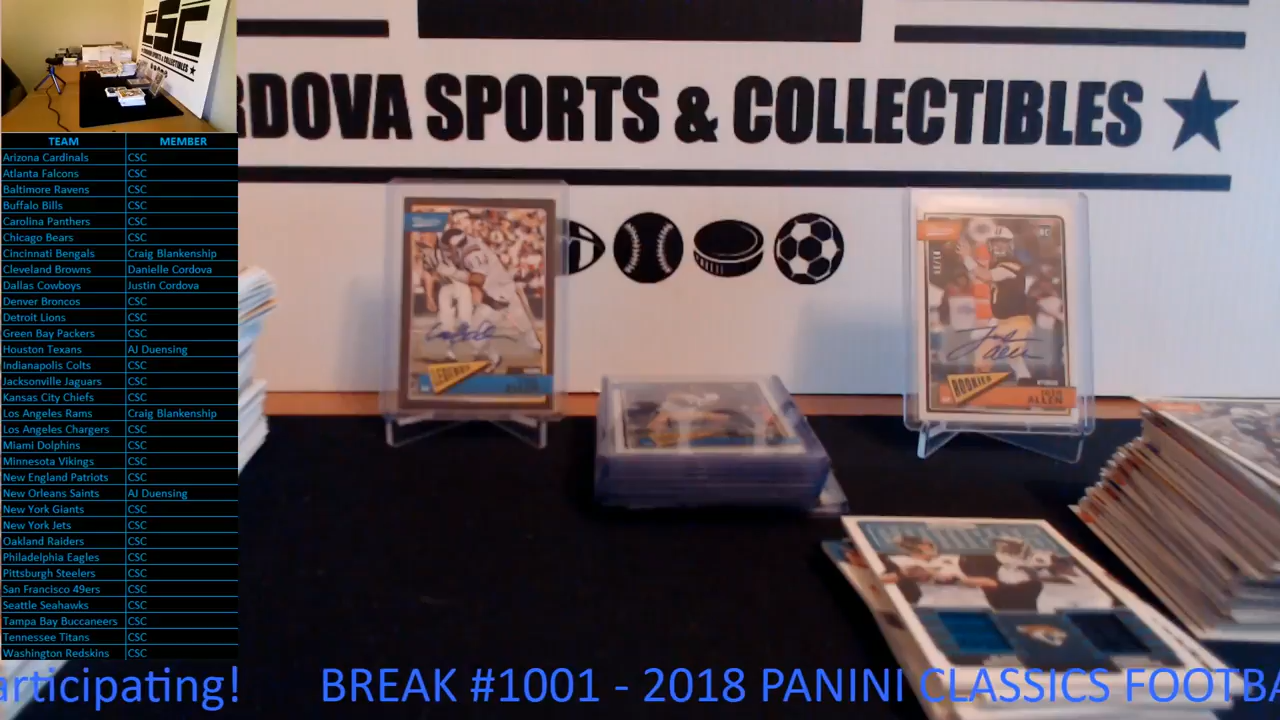 CSC
RDOVA SPORTS & COLLECTIBLES
TEAM MEMBER
Arizona Cardinals CSC
Atlanta Falcons CSC
Baltimore Ravens CSC
Buffalo Bills CSC
Carolina Panthers CSC
Chicago Bears CSC
Cincinnati Bengals Craig Blankenship
Cleveland Browns Danielle Cordova
Dallas Cowboys Justin Cordova
Denver Broncos CSC
Detroit Lions CSC
Green Bay Packers CSC
Houston Texans AJ Duensing
Indianapolis Colts CSC
Jacksonville Jaguars CSC
Kansas City Chiefs CSC
Los Angeles Rams Craig Blankenship
Los Angeles Chargers CSC
Miami Dolphins CSC
Minnesota Vikings CSC
New England Patriots CSC
New Orleans Saints AJ Duensing
New York Giants CSC
New York Jets CSC
Oakland Raiders CSC
Philadelphia Eagles CSC
Pittsburgh Steelers CSC
San Francisco 49ers CSC
Seattle Seahawks CSC
Tampa Bay Buccaneers CSC
Tennessee Titans CSC
Washington Redskins CSC
LEGENDS
RC
ROOKIES
ALLEN
articipating! BREAK #1001 - 2018 PANINI CLASSICS FOOTBA